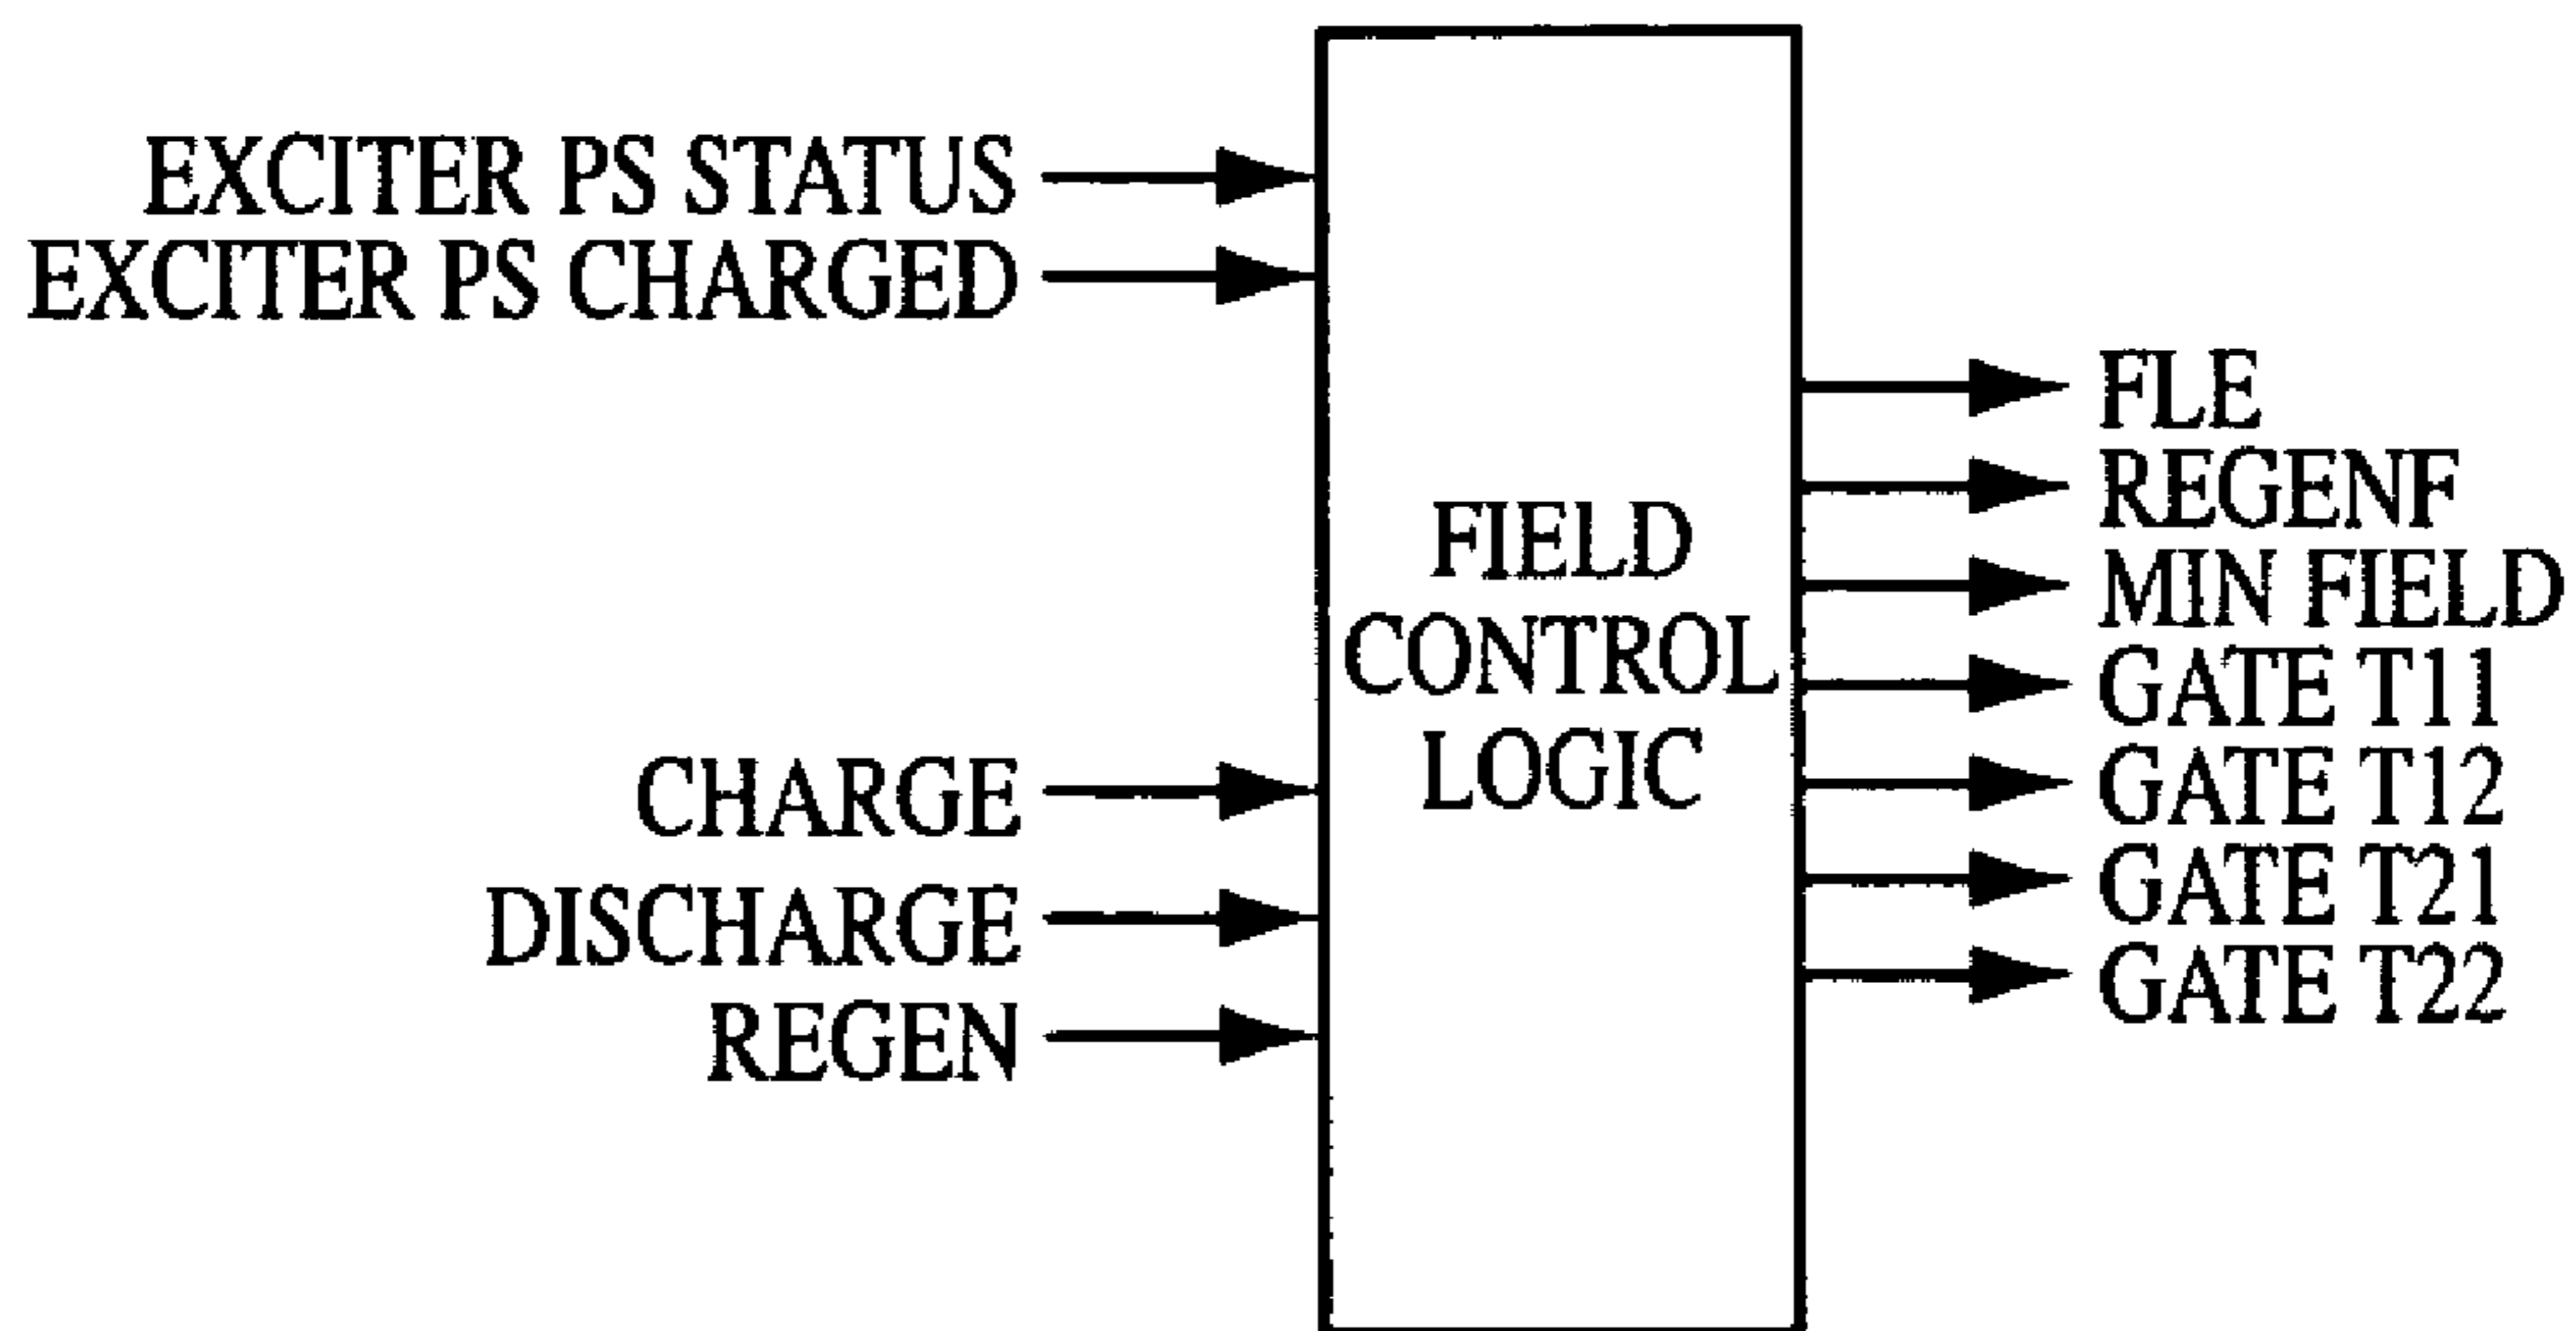 EXCITER PS STATUS
EXCITER PS CHARGED
CHARGE
DISCHARGE
REGEN
FIELD
CONTROL
LOGIC
FLE
REGENF
MIN FIELD
GATE T11
GATE T12
GATE T21
GATE T22